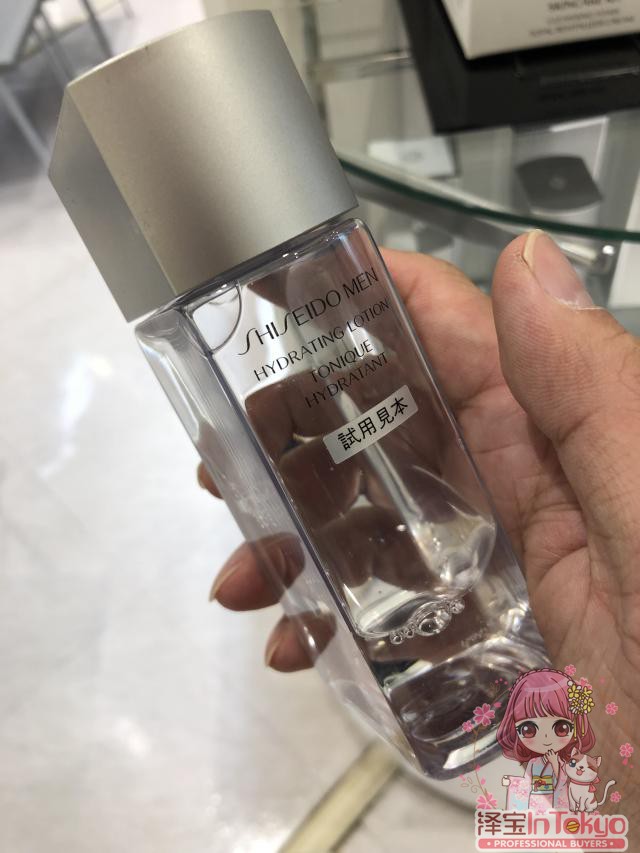 SHISEIDO MEN
HYDRATING LOTION
TONIQUE
HYDRATANT
試用見本
泽宝InTokyo
PROFESSIONAL BUYERS